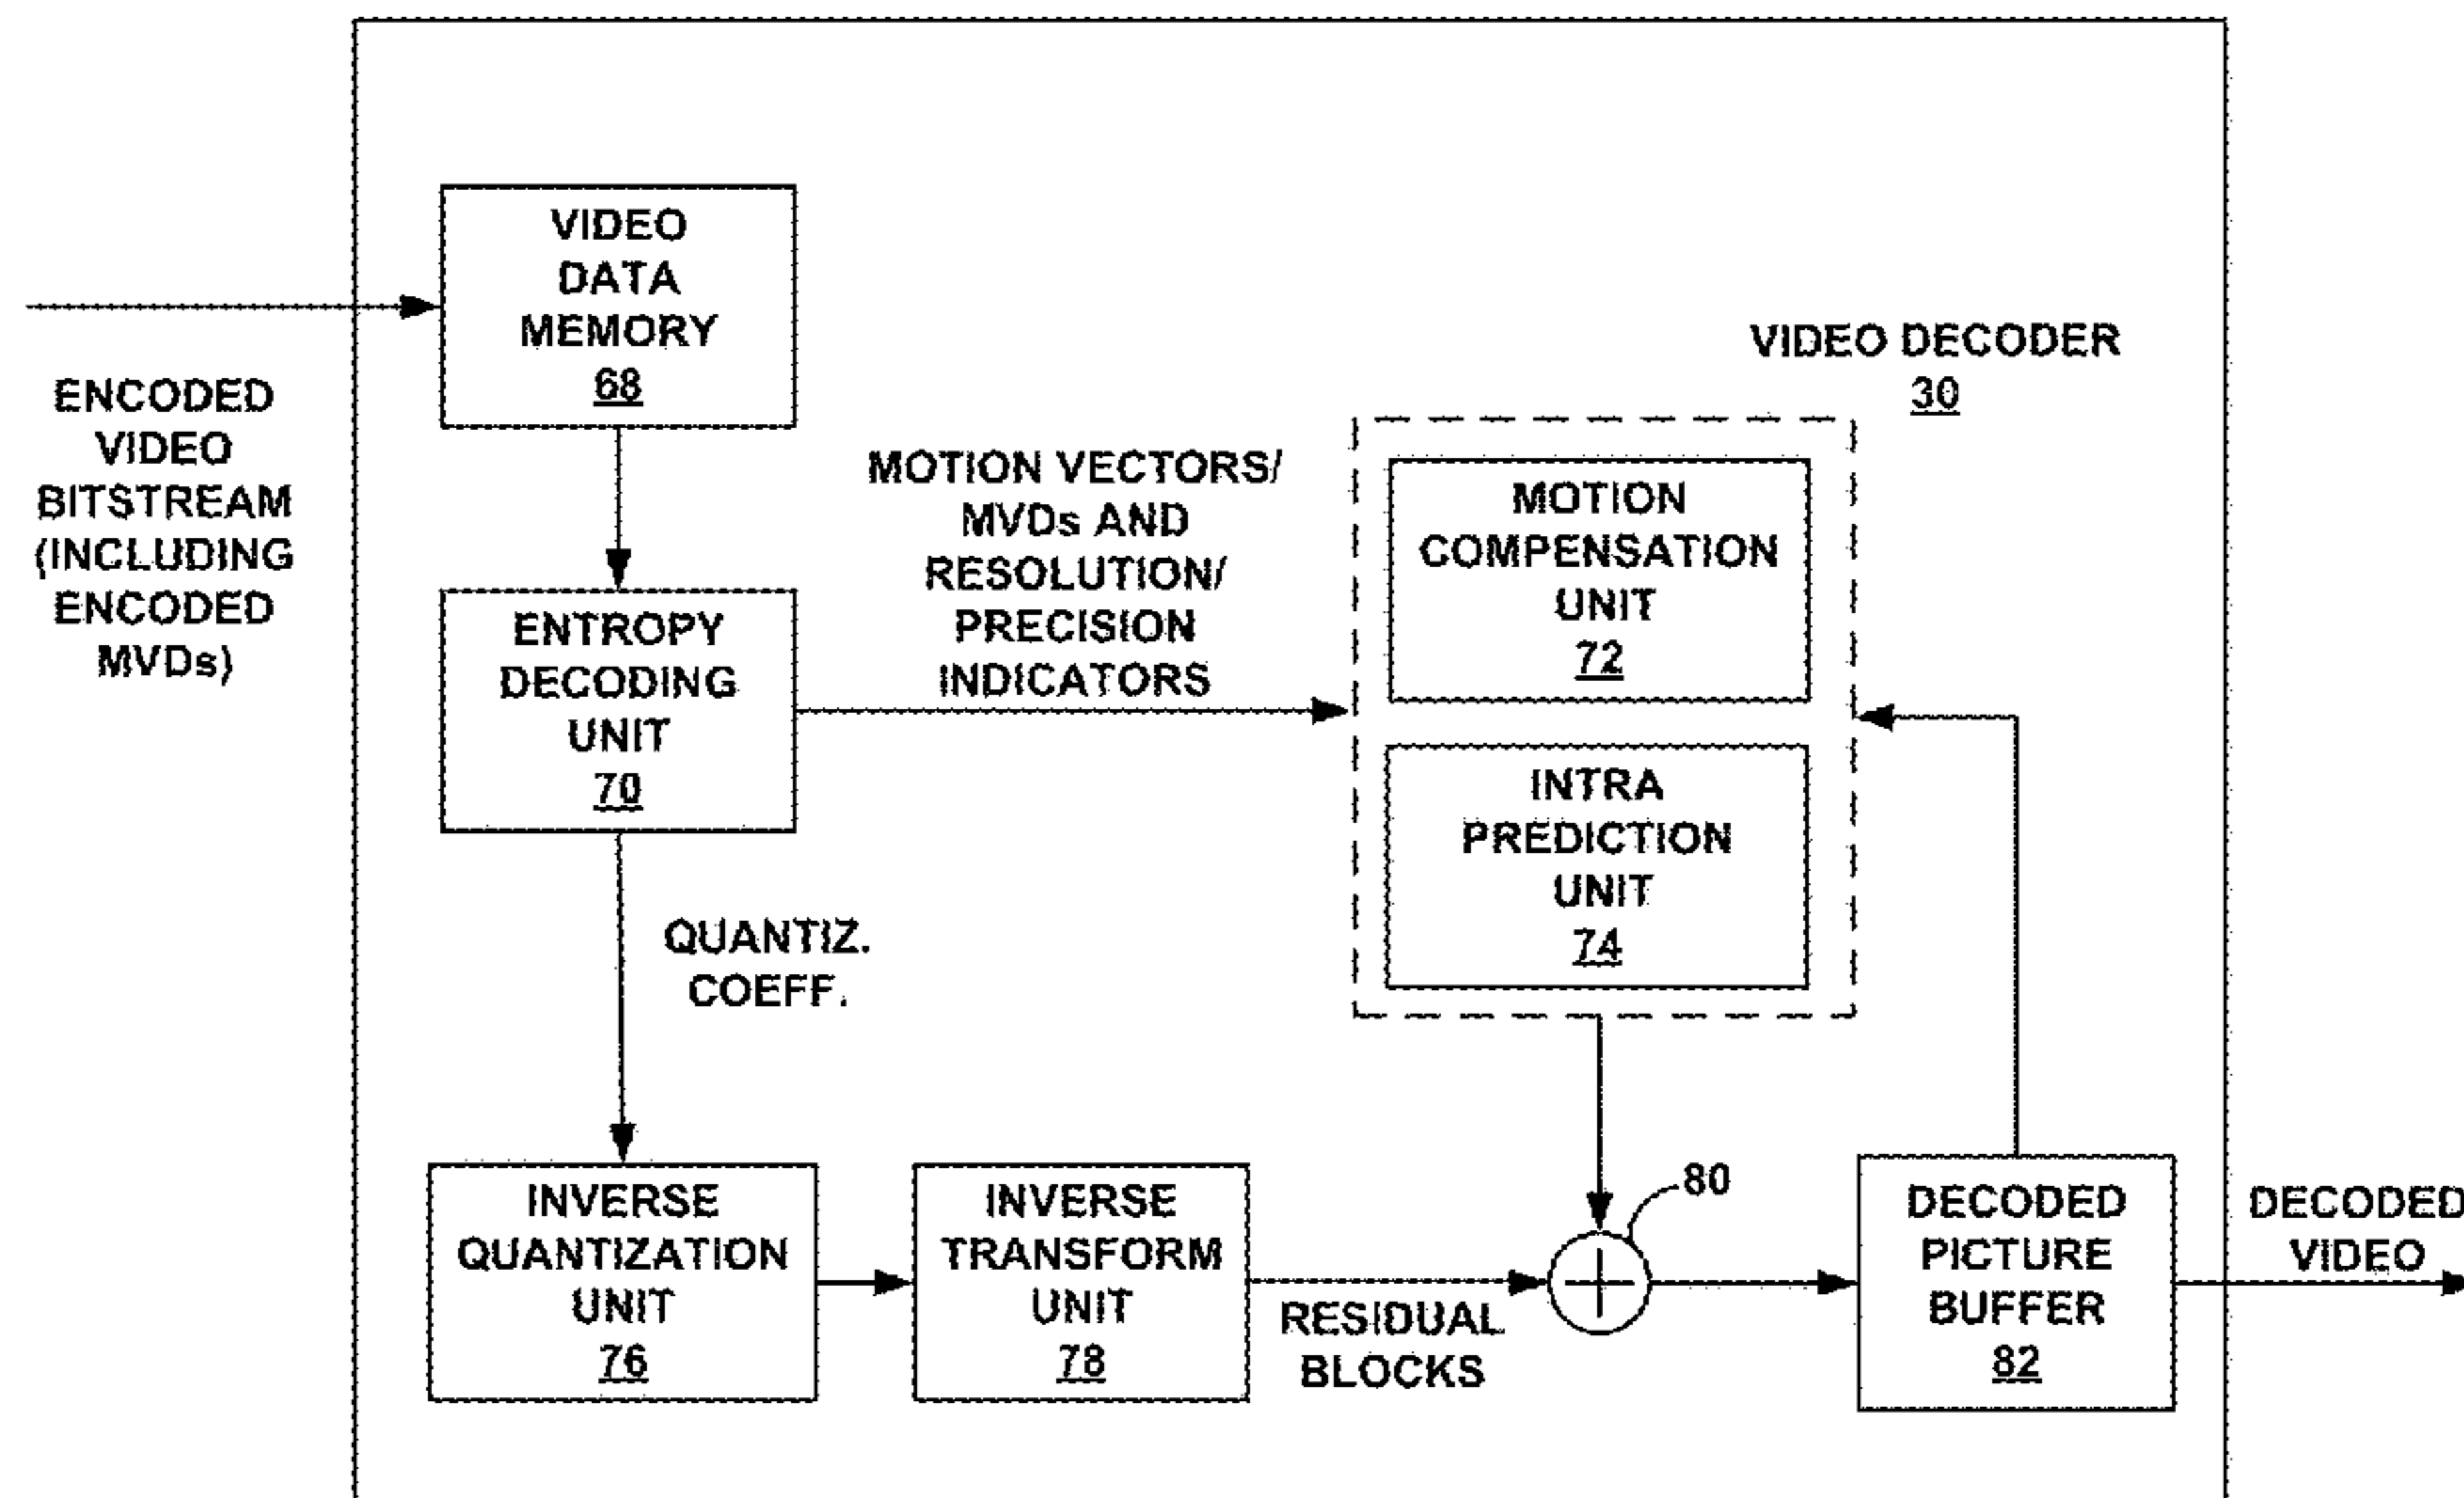 VIDEO
DATA
MEMORY
68
VIDEO DECODER
30
ENCODED
VIDEO
BITSTREAM
(INCLUDING
ENCODED
MVDs)
MOTION VECTORS/
MVDs AND
RESOLUTION/
PRECISION
INDICATORS
MOTION
COMPENSATION
UNIT
72
ENTROPY
DECODING
UNIT
70
INTRA
PREDICTION
UNIT
74
QUANTIZ.
COEFF.
INVERSE
QUANTIZATION
UNIT
76
INVERSE
TRANSFORM
UNIT
78
RESIDUAL
BLOCKS
80
DECODED
PICTURE
BUFFER
82
DECODED
VIDEO